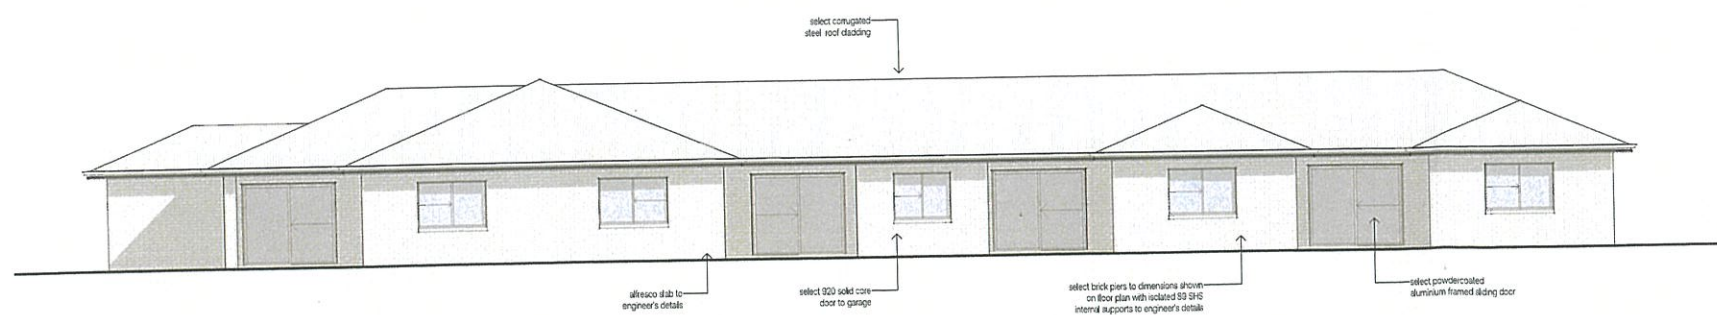 select corrugated
steel roof cladding
alfresco slab to
engineer's details
select 920 solid core
door to garage
select brick piers to dimensions shown
on floor plan with isolated 89 SHS
internal supports to engineer's details
select powdercoated
aluminium framed sliding door